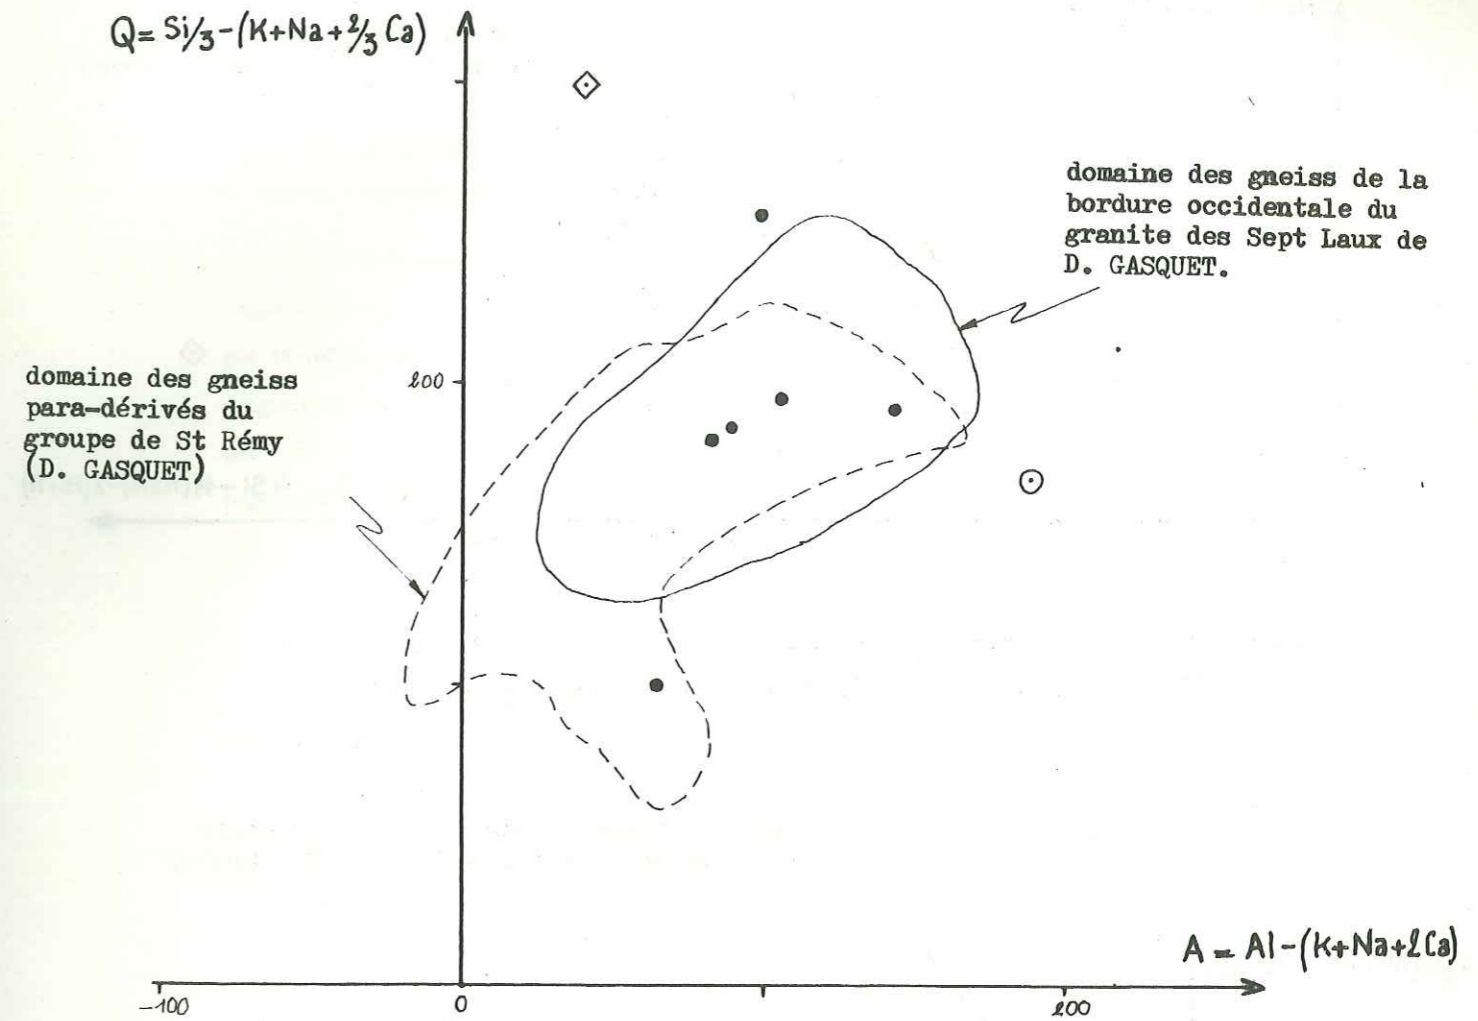 Q= Si/3-(K+Na+2/3 Ca)
domaine des gneiss de la
bordure occidentale du
granite des Sept Laux de
D. GASQUET.
domaine des gneiss
para-dérivés du
groupe de St Rémy
(D. GASQUET)
200
A = Al-(K+Na+2Ca)
-100
0
200